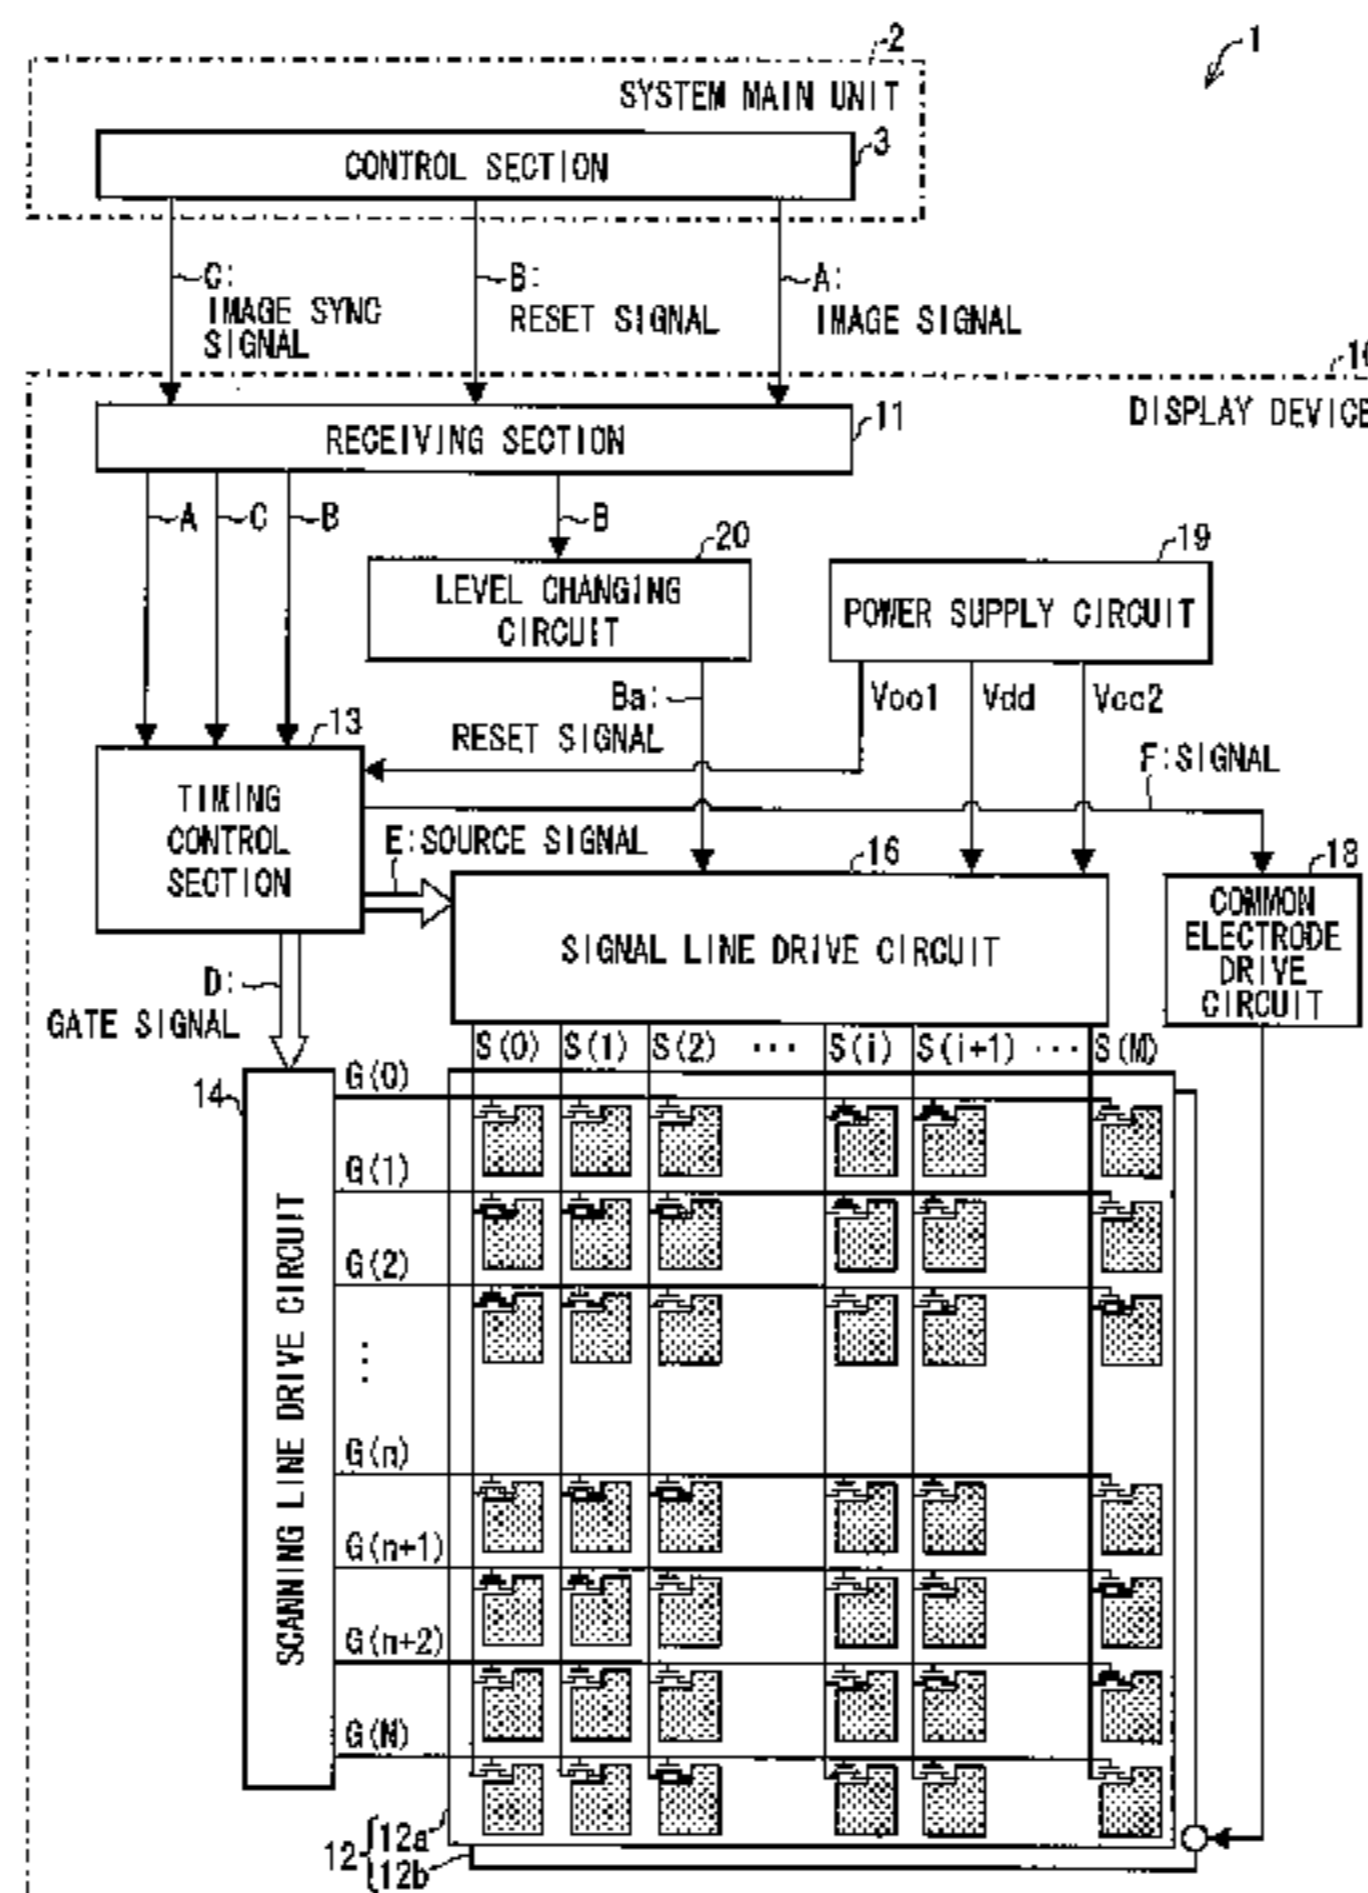 1
2
SYSTEM MAIN UNIT
3
CONTROL SECTION
C:
IMAGE SYNC
SIGNAL
B:
RESET SIGNAL
A:
IMAGE SIGNAL
DISPLAY DEVICE
11
RECEIVING SECTION
A
C
B
B
20
LEVEL CHANGING
CIRCUIT
19
POWER SUPPLY CIRCUIT
Ba:
RESET SIGNAL
Vcc1
Vdd
Vcc2
13
TIMING
CONTROL
SECTION
F:SIGNAL
E:SOURCE SIGNAL
16
SIGNAL LINE DRIVE CIRCUIT
18
COMMON
ELECTRODE
DRIVE
CIRCUIT
D:
GATE SIGNAL
S(0) S(1) S(2) ... S(i) S(i+1) ... S(M)
14
SCANNING LINE DRIVE CIRCUIT
G(0)
G(1)
G(2)
⋮
G(n)
G(n+1)
G(n+2)
G(N)
12 { 12a
12b